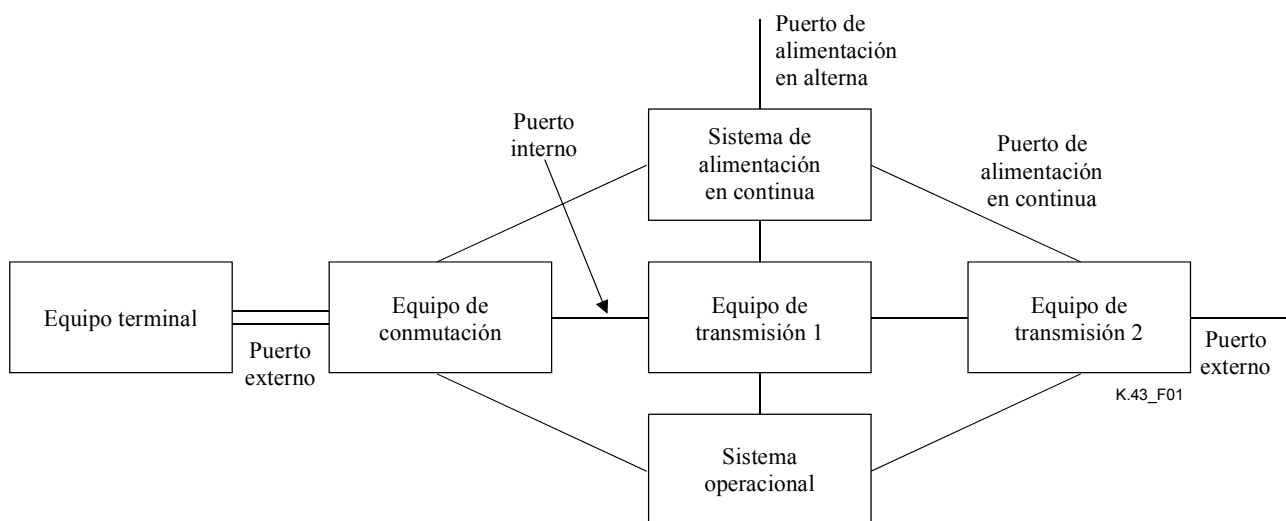 Puerto de
alimentación
en alterna
Puerto
interno
Sistema de
alimentación
en continua
Puerto de
alimentación
en continua
Equipo terminal
Puerto
externo
Equipo de
conmutación
Equipo de
transmisión 1
Equipo de
transmisión 2
Puerto
externo
K.43_F01
Sistema
operacional